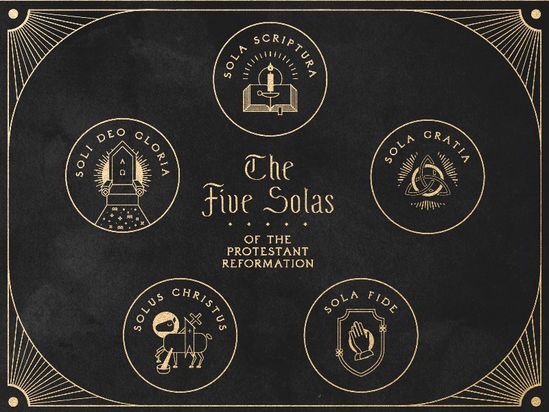 SOLA SCRIPTURA
SOLI DEO GLORIA
Α Ω
SOLA GRATIA
The
Five Solas
OF THE
PROTESTANT
REFORMATION
SOLUS CHRISTUS
SOLA FIDE